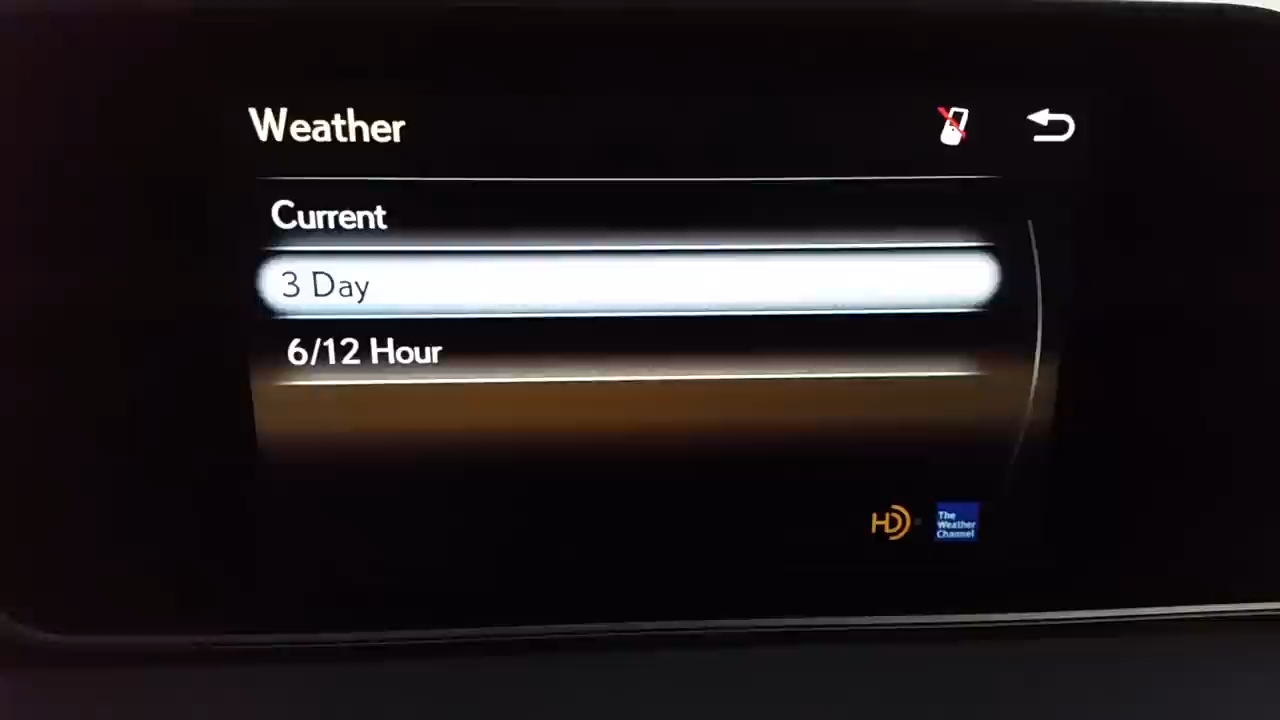 Weather
Current
3 Day
6/12 Hour
HD
The
Weather
Channel